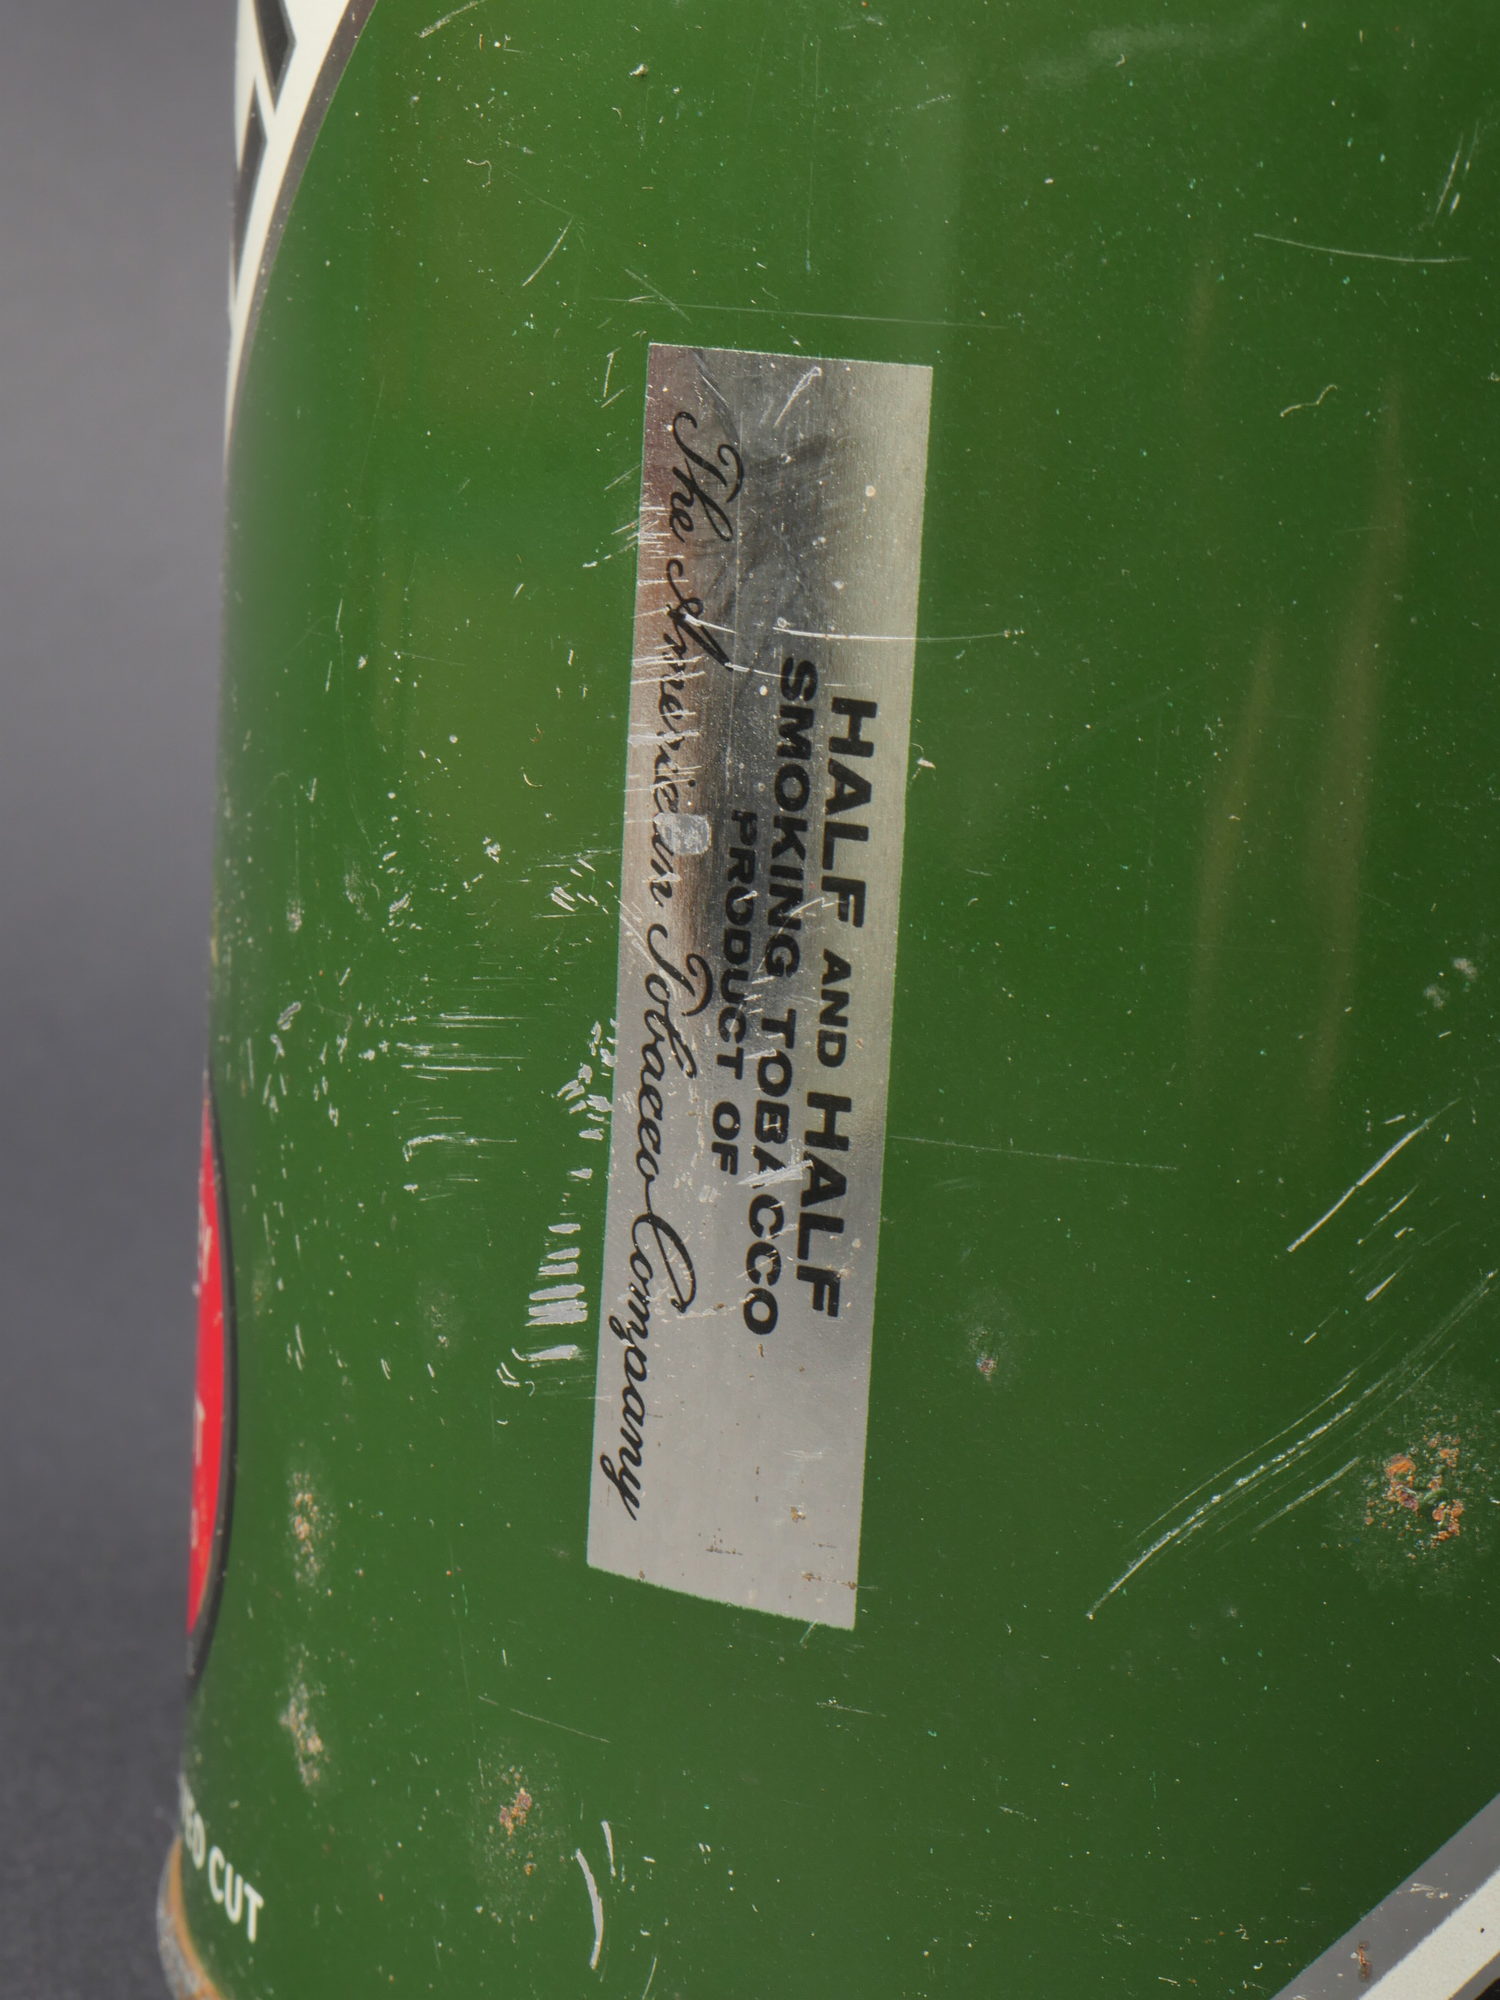 HALF AND HALF
SMOKING TOBACCO
PRODUCT OF
The American Tobacco Company
CUT